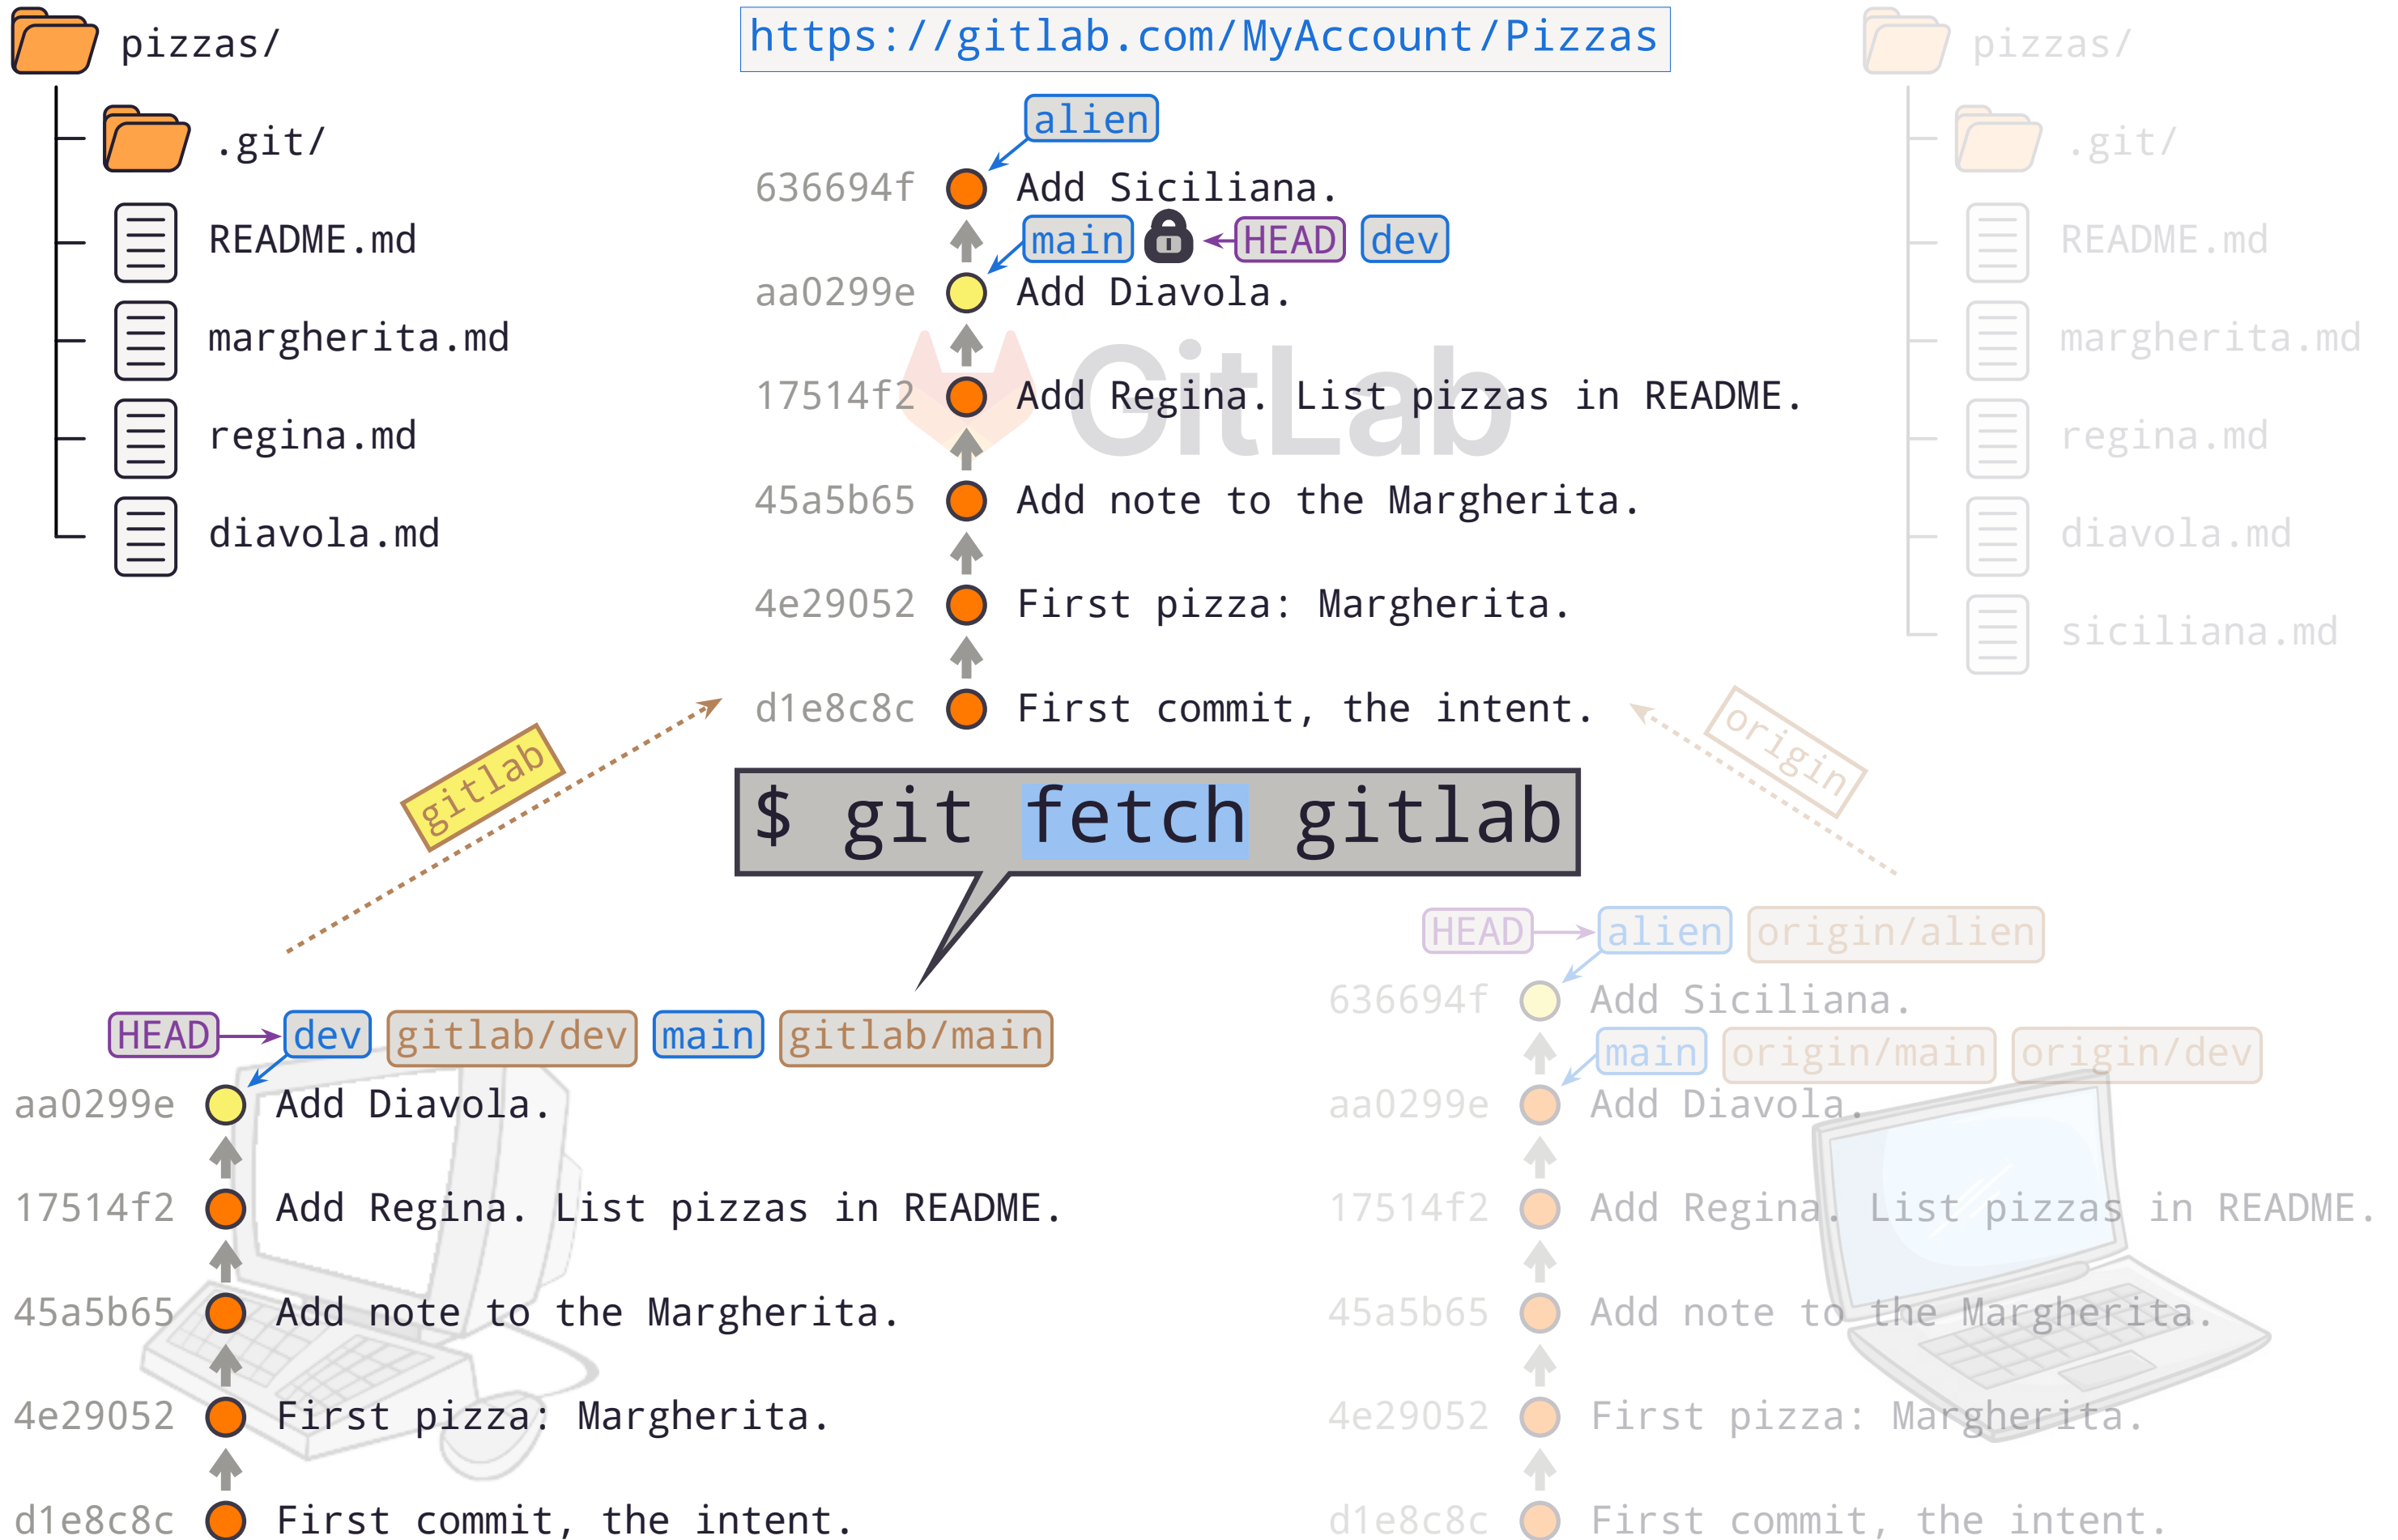 pizzas/
.git/
README.md
margherita.md
regina.md
diavola.md
https://gitlab.com/MyAccount/Pizzas
alien
636694f Add Siciliana.
main HEAD dev
aa0299e Add Diavola.
GitLab
17514f2 Add Regina. List pizzas in README.
45a5b65 Add note to the Margherita.
4e29052 First pizza: Margherita.
d1e8c8c First commit, the intent.
pizzas/
.git/
README.md
margherita.md
regina.md
diavola.md
siciliana.md
gitlab
origin
$ git fetch gitlab
HEAD dev gitlab/dev main gitlab/main
aa0299e Add Diavola.
17514f2 Add Regina. List pizzas in README.
45a5b65 Add note to the Margherita.
4e29052 First pizza: Margherita.
d1e8c8c First commit, the intent.
HEAD alien origin/alien
636694f Add Siciliana.
main origin/main origin/dev
aa0299e Add Diavola.
17514f2 Add Regina. List pizzas in README.
45a5b65 Add note to the Margherita.
4e29052 First pizza: Margherita.
d1e8c8c First commit, the intent.